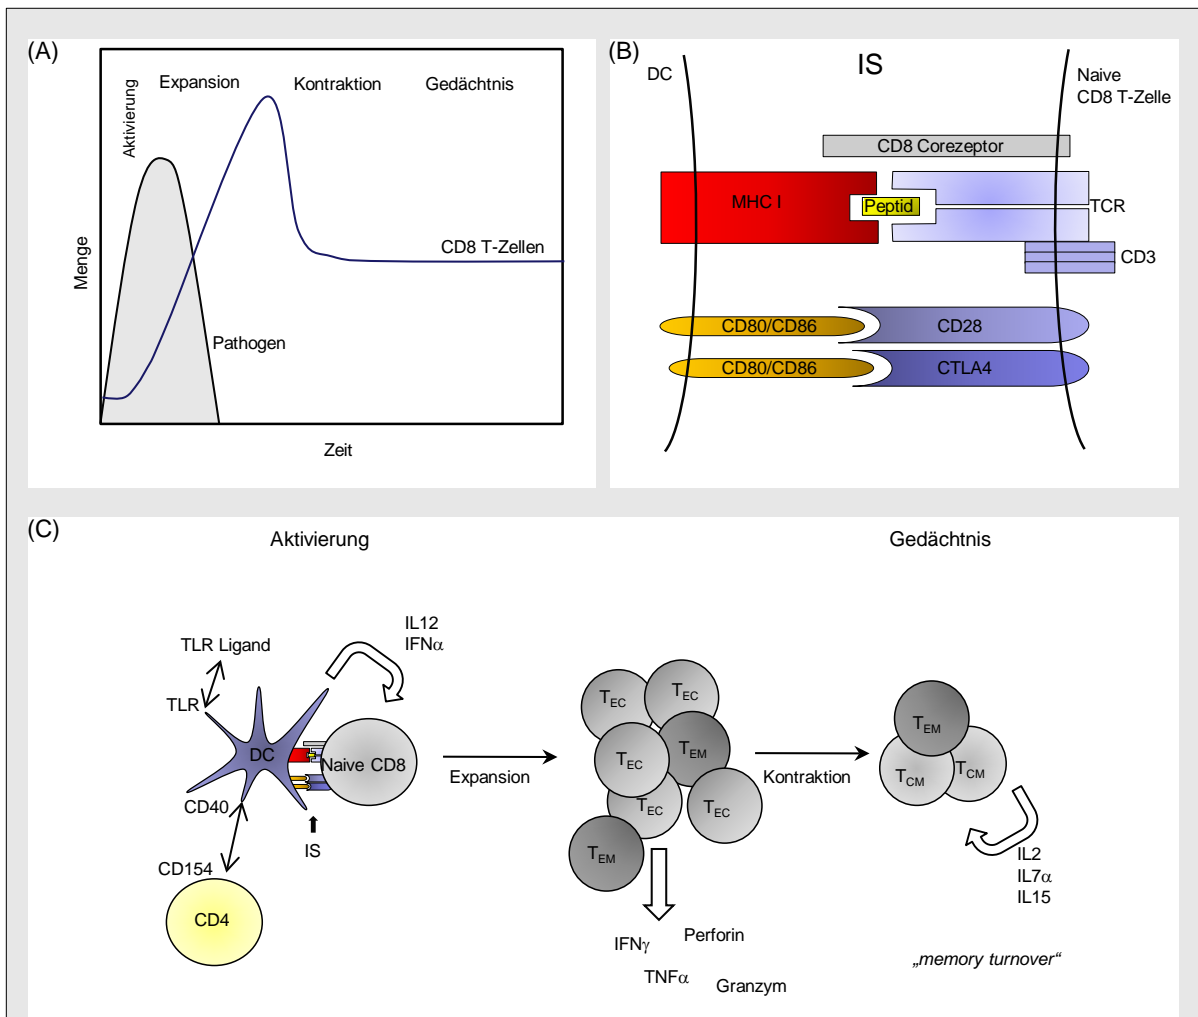 (A)
Aktivierung
Expansion
Kontraktion
Gedächtnis
CD8 T-Zellen
Pathogen
Menge
Zeit
(B)
IS
DC
Naive
CD8 T-Zelle
CD8 Corezeptor
MHC I
Peptid
TCR
CD3
CD80/CD86
CD28
CD80/CD86
CTLA4
(C)
Aktivierung
Gedächtnis
TLR Ligand
TLR
IL12
IFNα
DC
Naive CD8
CD40
IS
CD154
CD4
Expansion
TEC
TEC
TEC
TEM
TEC
TEC
TEM
IFNγ
Perforin
TNFα
Granzym
Kontraktion
TEM
TCM
TCM
IL2
IL7α
IL15
„memory turnover“